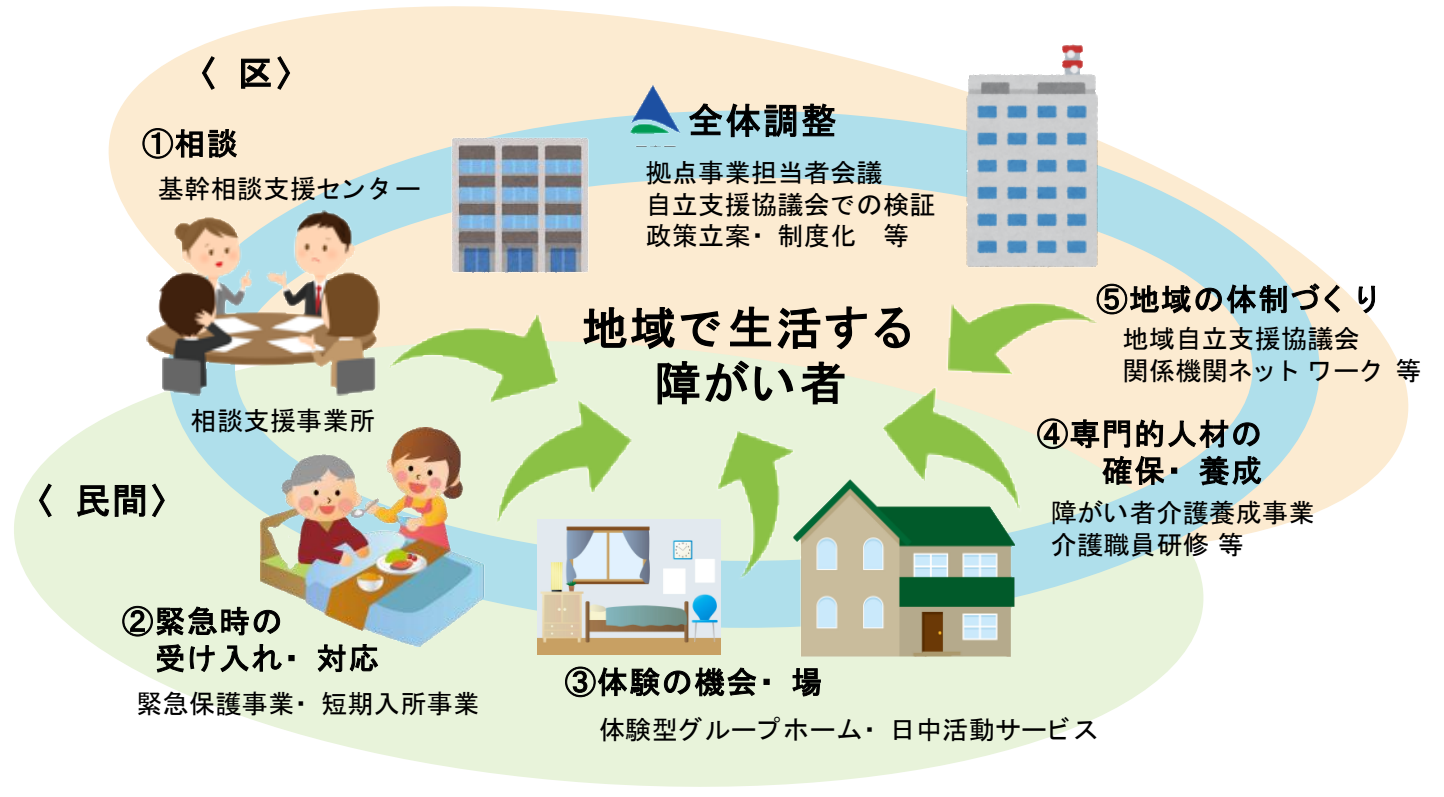 〈 区〉
①相談
基幹相談支援センター
相談支援事業所
全体調整
拠点事業担当者会議
自立支援協議会での検証
政策立案・制度化　等
地域で生活する
障がい者
⑤地域の体制づくり
地域自立支援協議会
関係機関ネットワーク 等
④専門的人材の
確保・養成
障がい者介護養成事業
介護職員研修 等
〈 民間〉
②緊急時の
受け入れ・対応
緊急保護事業・短期入所事業
③体験の機会・場
体験型グループホーム・日中活動サービス